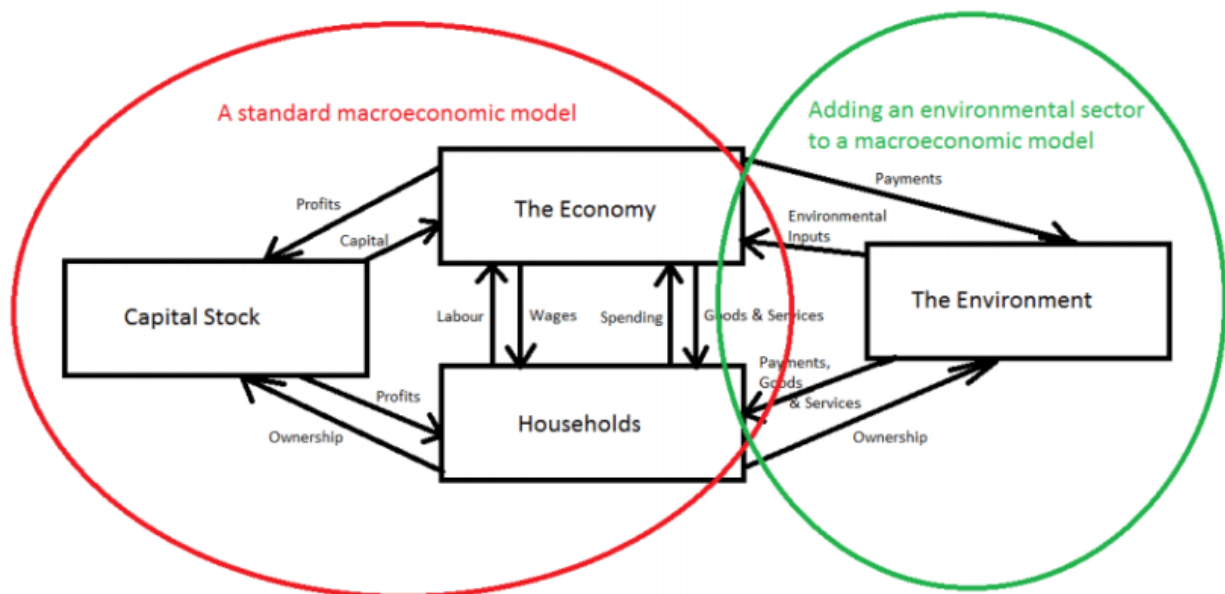 A standard macroeconomic model
Adding an environmental sector
to a macroeconomic model
Payments
Profits
The Economy
Environmental
Inputs
Capital
The Environment
Capital Stock
Labour
Wages
Spending
Goods & Services
Payments,
Goods
& Services
Profits
Households
Ownership
Ownership